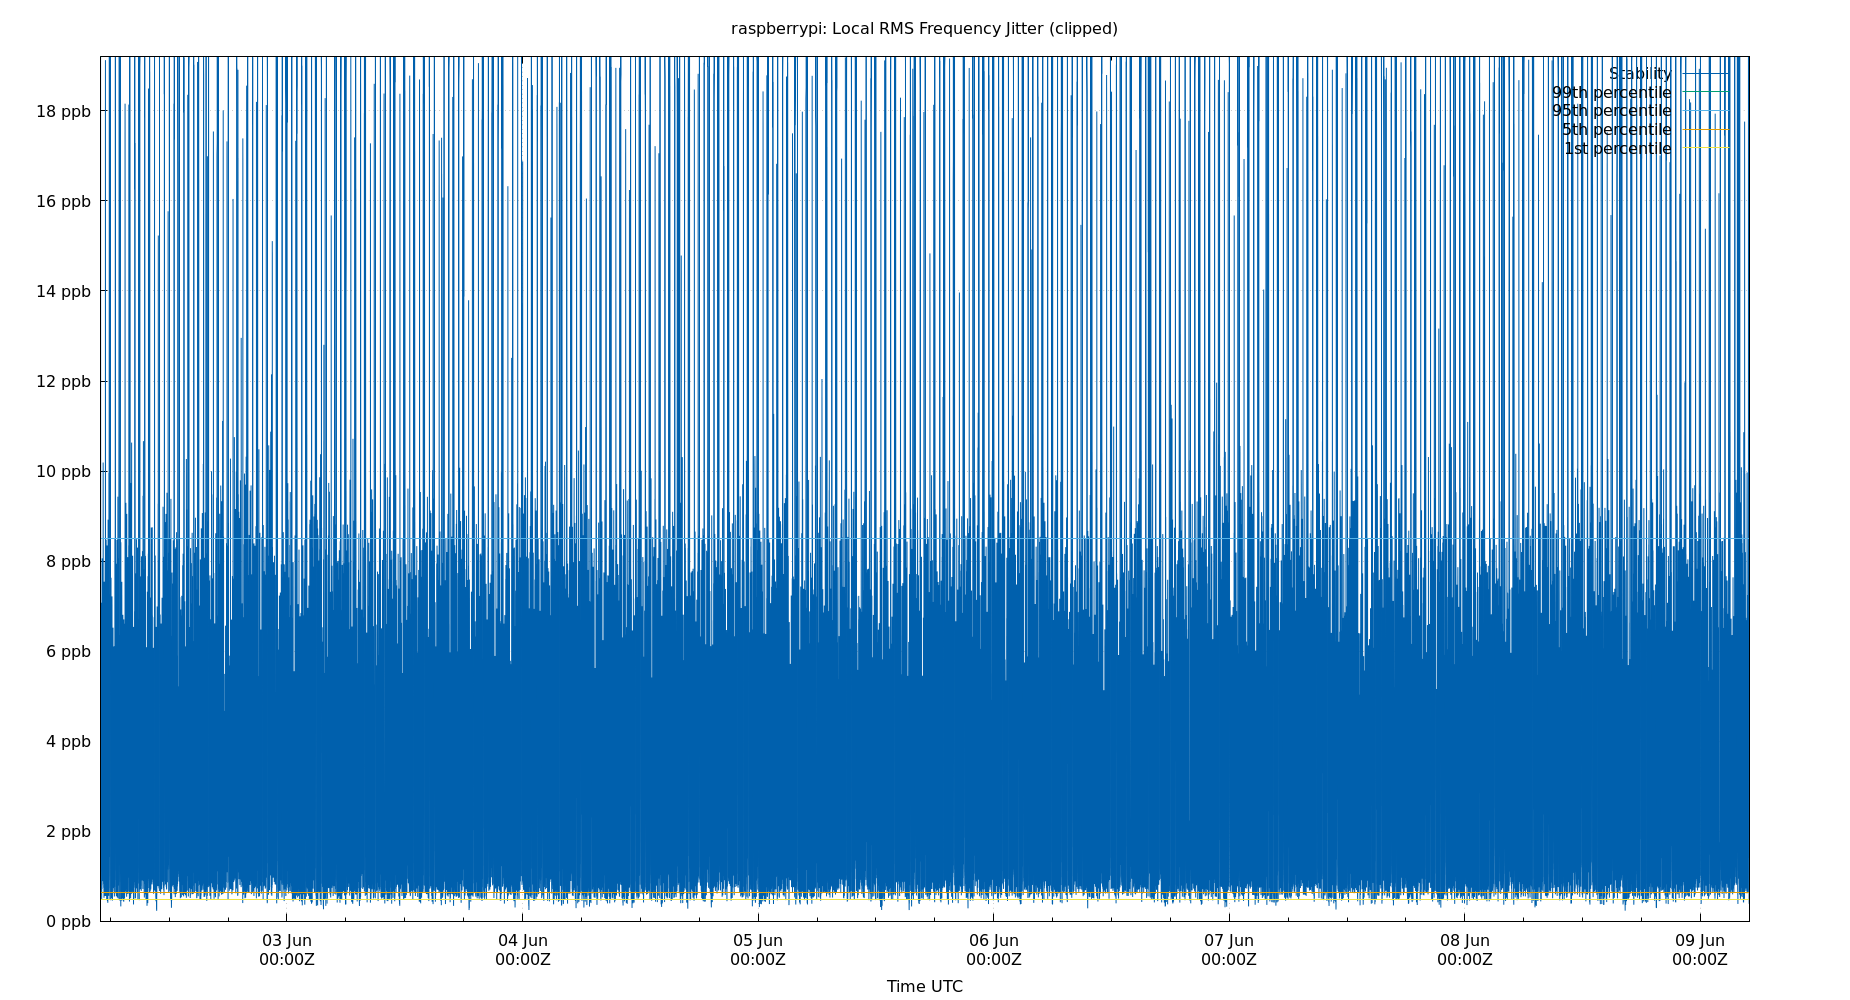 raspberrypi: Local RMS Frequency Jitter (clipped)
Stability
99th percentile
95th percentile
5th percentile
1st percentile
18 ppb
16 ppb
14 ppb
12 ppb
10 ppb
8 ppb
6 ppb
4 ppb
2 ppb
0 ppb
03 Jun 04 Jun 05 Jun 06 Jun 07 Jun 08 Jun 09 Jun
00:00Z 00:00Z 00:00Z 00:00Z 00:00Z 00:00Z 00:00Z
Time UTC